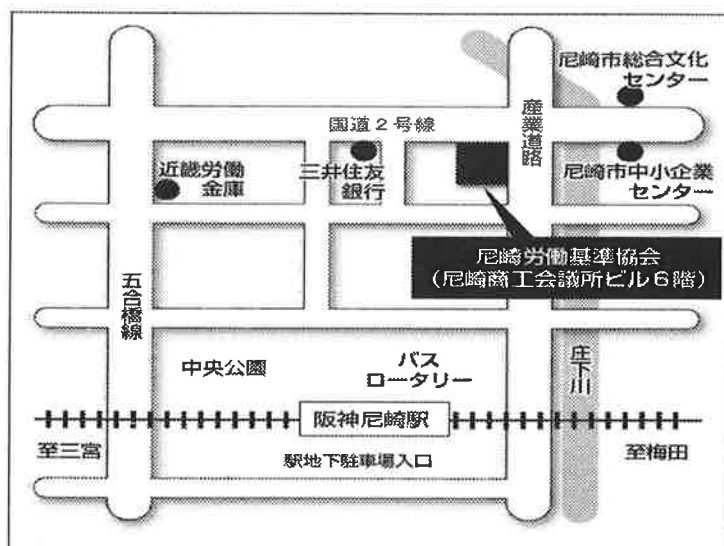 尼崎市総合文化
センター
国道2号線
産業道路
近畿労働
金庫
三井住友
銀行
尼崎市中小企業
センター
尼崎労働基準協会
(尼崎商工会議所ビル6階)
五合橋線
中央公園
バス
ロータリー
庄下川
阪神尼崎駅
至三宮
至梅田
駅地下駐車場入口